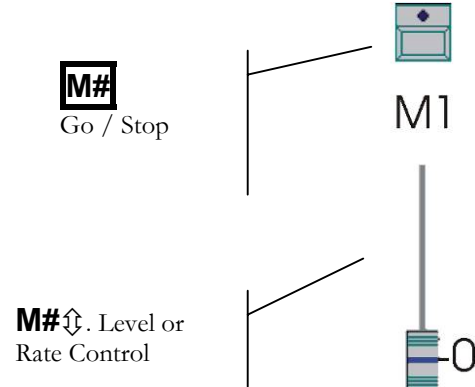 M#
Go / Stop
M1
M#⇕. Level or
Rate Control
0